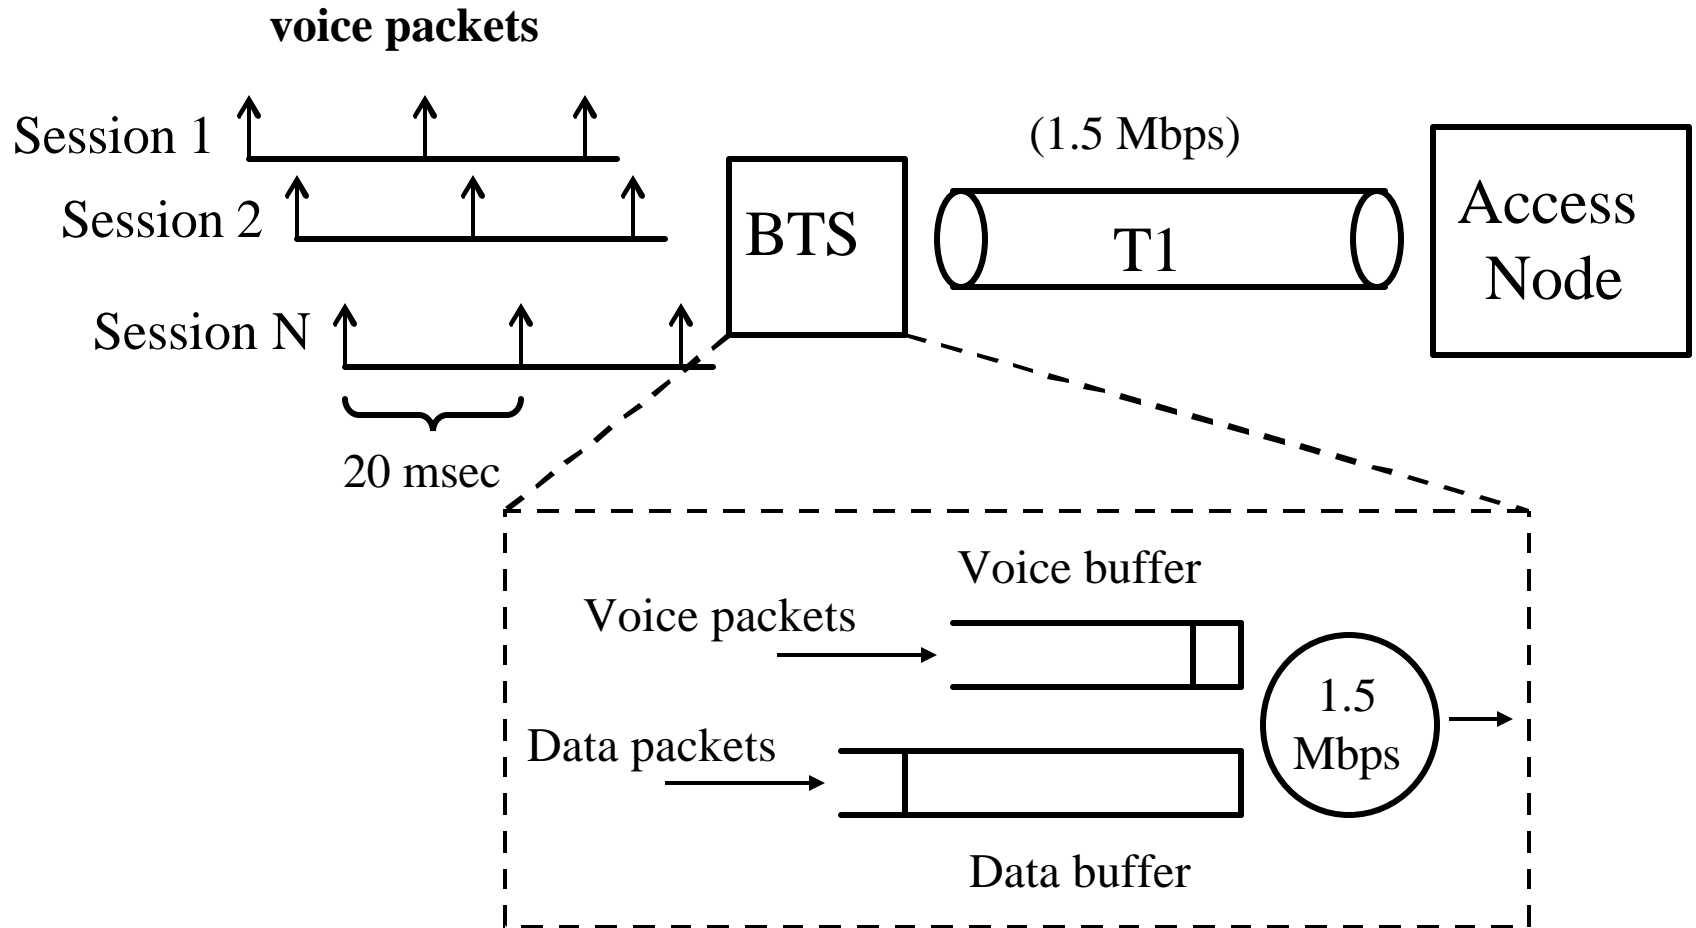 voice packets
Session 1
Session 2
Session N
20 msec
BTS
(1.5 Mbps)
T1
Access
Node
Voice buffer
Voice packets
Data packets
1.5
Mbps
Data buffer